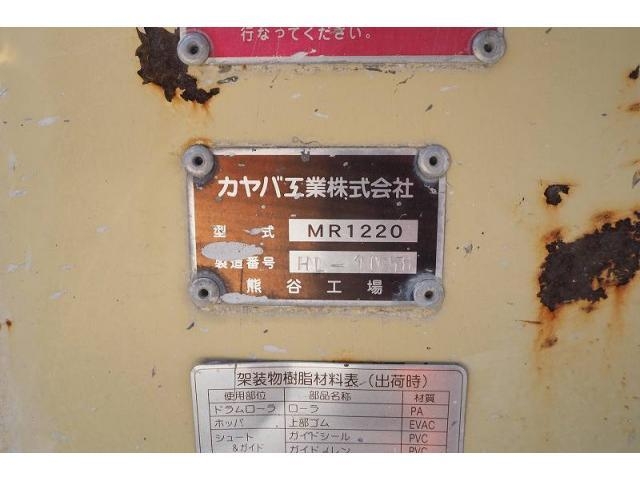 行なってください。
カヤバ工業株式会社
型式 MR1220
製造番号
熊谷工場
架装物樹脂材料表(出荷時)
使用部位 部品名称 材質
ドラムローラ ローラ PA
ホッパ 上部ゴム EVAC
シュート ガイドシール PVC
&ガイド PVC